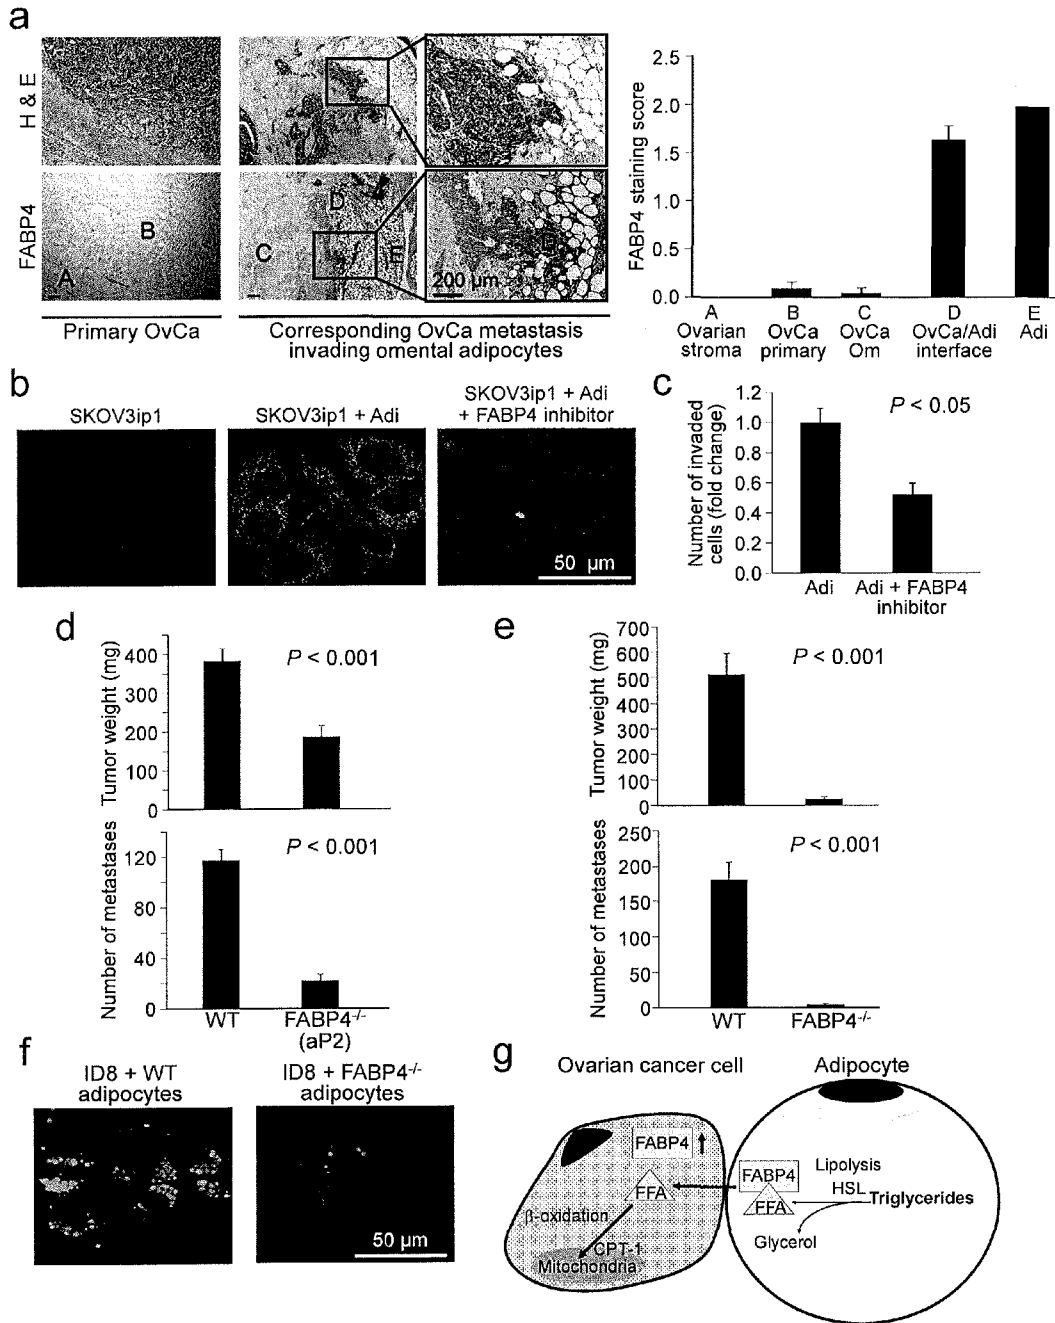 a
H & E
FABP4
A
B
C
D
E
D
200 µm
Primary OvCa
Corresponding OvCa metastasis
invading omental adipocytes
FABP4 staining score
2.5
2.0
1.5
1.0
0.5
0.0
A
Ovarian
stroma
B
OvCa
primary
C
OvCa
Om
D
OvCa/Adi
interface
E
Adi
b
SKOV3ip1
SKOV3ip1 + Adi
SKOV3ip1 + Adi
+ FABP4 inhibitor
50 µm
c
Number of invaded
cells (fold change)
1.2
1.0
0.8
0.6
0.4
0.2
0.0
P < 0.05
Adi
Adi + FABP4
inhibitor
d
Tumor weight (mg)
400
300
200
100
0
P < 0.001
Number of metastases
120
80
40
0
P < 0.001
WT
FABP4-/-
(aP2)
e
Tumor weight (mg)
700
600
500
400
300
200
100
0
P < 0.001
Number of metastases
250
200
150
100
50
0
P < 0.001
WT
FABP4-/-
f
ID8 + WT
adipocytes
ID8 + FABP4-/-
adipocytes
50 µm
g
Ovarian cancer cell
Adipocyte
FABP4
FFA
β-oxidation
CPT-1
Mitochondria
FABP4
FFA
Lipolysis
HSL
Triglycerides
Glycerol